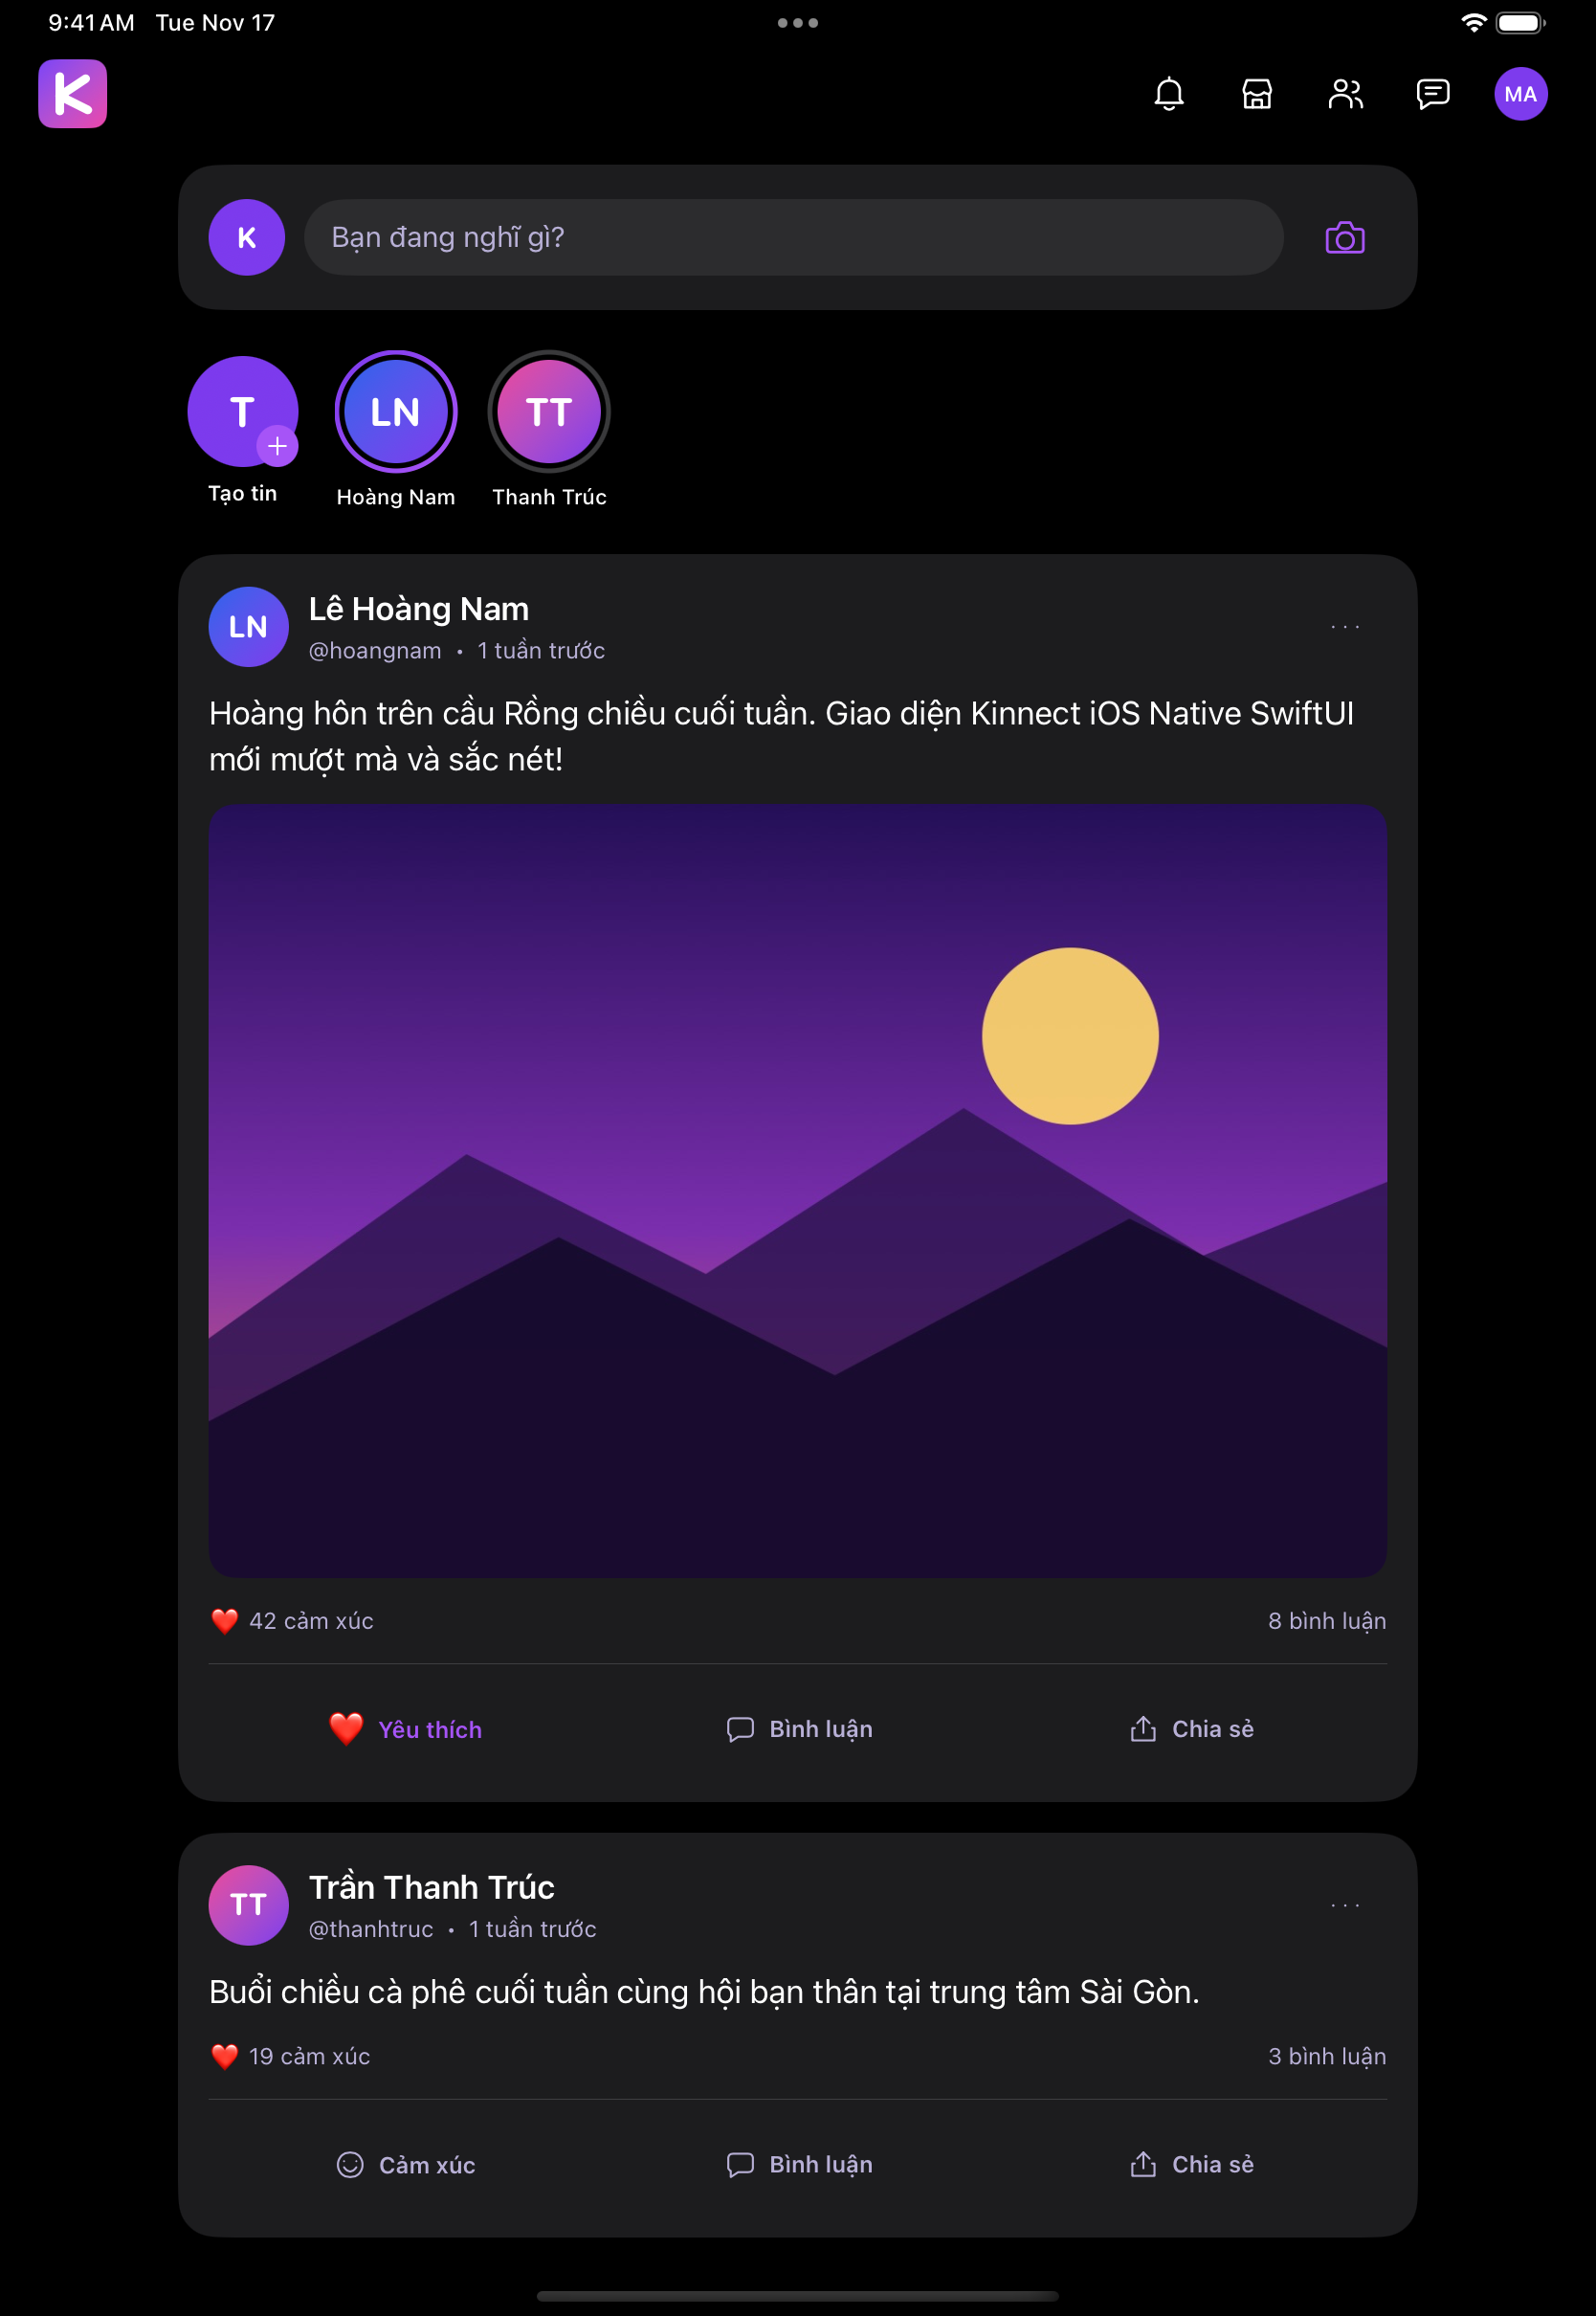 9:41 AM Tue Nov 17
K
MA
K
Bạn đang nghĩ gì?
T
LN
TT
Tạo tin
Hoàng Nam
Thanh Trúc
LN
Lê Hoàng Nam
@hoangnam • 1 tuần trước
Hoàng hôn trên cầu Rồng chiều cuối tuần. Giao diện Kinnect iOS Native SwiftUI
mới mượt mà và sắc nét!
42 cảm xúc
8 bình luận
Yêu thích
Bình luận
Chia sẻ
TT
Trần Thanh Trúc
@thanhtruc • 1 tuần trước
Buổi chiều cà phê cuối tuần cùng hội bạn thân tại trung tâm Sài Gòn.
19 cảm xúc
3 bình luận
Cảm xúc
Bình luận
Chia sẻ